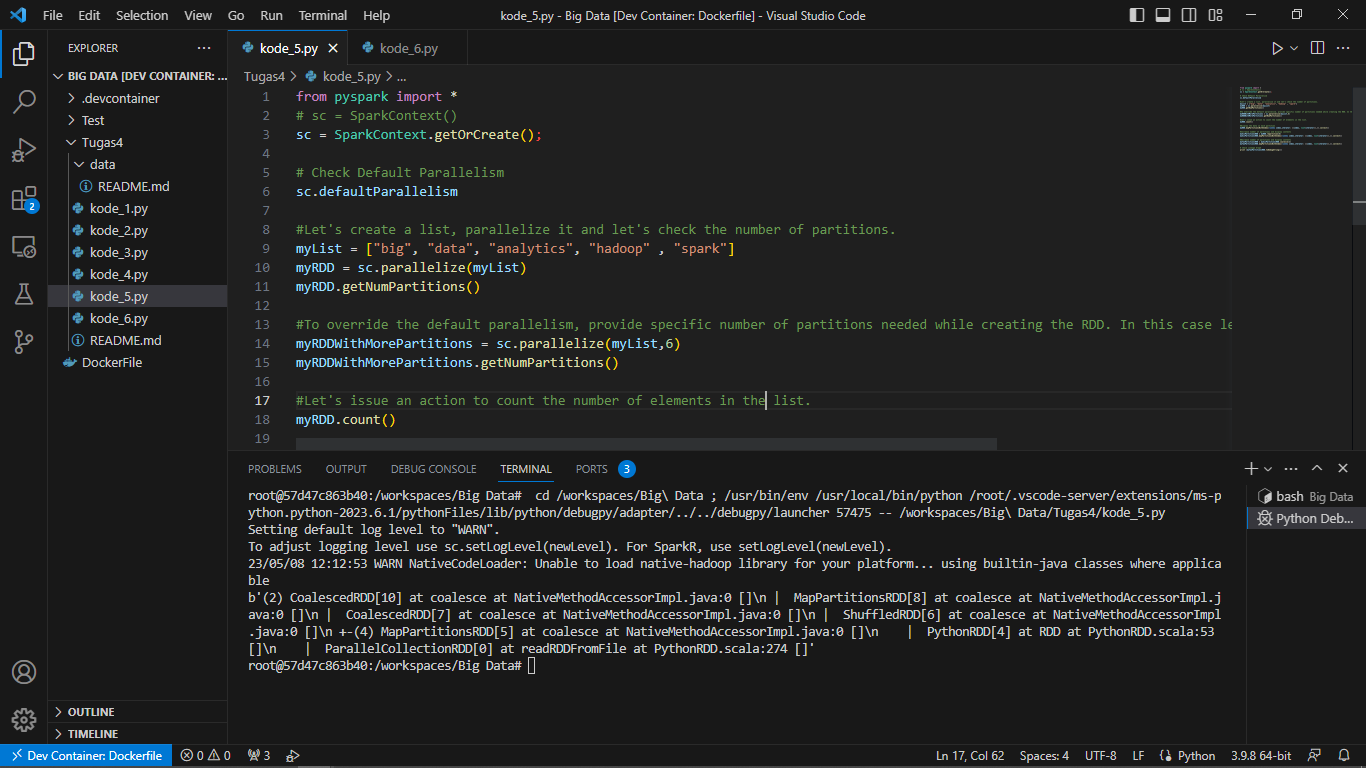 File Edit Selection View Go Run Terminal Help
kode_5.py - Big Data [Dev Container: Dockerfile] - Visual Studio Code
EXPLORER
BIG DATA [DEV CONTAINER: ...
.devcontainer
Test
Tugas4
data
README.md
kode_1.py
kode_2.py
kode_3.py
kode_4.py
kode_5.py
kode_6.py
README.md
DockerFile
OUTLINE
TIMELINE
2
kode_5.py
kode_6.py
Tugas4 > kode_5.py > ...
1 from pyspark import *
2 # sc = SparkContext()
3 sc = SparkContext.getOrCreate();
4
5 # Check Default Parallelism
6 sc.defaultParallelism
7
8 #Let's create a list, parallelize it and let's check the number of partitions.
9 myList = ["big", "data", "analytics", "hadoop" , "spark"]
10 myRDD = sc.parallelize(myList)
11 myRDD.getNumPartitions()
12
13 #To override the default parallelism, provide specific number of partitions needed while creating the RDD. In this case le
14 myRDDWithMorePartitions = sc.parallelize(myList,6)
15 myRDDWithMorePartitions.getNumPartitions()
16
17 #Let's issue an action to count the number of elements in the list.
18 myRDD.count()
19
PROBLEMS OUTPUT DEBUG CONSOLE TERMINAL PORTS 3
root@57d47c863b40:/workspaces/Big Data#  cd /workspaces/Big\ Data ; /usr/bin/env /usr/local/bin/python /root/.vscode-server/extensions/ms-p
ython.python-2023.6.1/pythonFiles/lib/python/debugpy/adapter/../../debugpy/launcher 57475 -- /workspaces/Big\ Data/Tugas4/kode_5.py
Setting default log level to "WARN".
To adjust logging level use sc.setLogLevel(newLevel). For SparkR, use setLogLevel(newLevel).
23/05/08 12:12:53 WARN NativeCodeLoader: Unable to load native-hadoop library for your platform... using builtin-java classes where applica
ble
b'(2) CoalescedRDD[10] at coalesce at NativeMethodAccessorImpl.java:0 []\n |  MapPartitionsRDD[8] at coalesce at NativeMethodAccessorImpl.j
ava:0 []\n |  CoalescedRDD[7] at coalesce at NativeMethodAccessorImpl.java:0 []\n |  ShuffledRDD[6] at coalesce at NativeMethodAccessorImpl
.java:0 []\n +-(4) MapPartitionsRDD[5] at coalesce at NativeMethodAccessorImpl.java:0 []\n    |  PythonRDD[4] at RDD at PythonRDD.scala:53
[]\n    |  ParallelCollectionRDD[0] at readRDDFromFile at PythonRDD.scala:274 []'
root@57d47c863b40:/workspaces/Big Data#
bash Big Data
Python Deb...
Dev Container: Dockerfile 0 0 3
Ln 17, Col 62 Spaces: 4 UTF-8 LF Python 3.9.8 64-bit